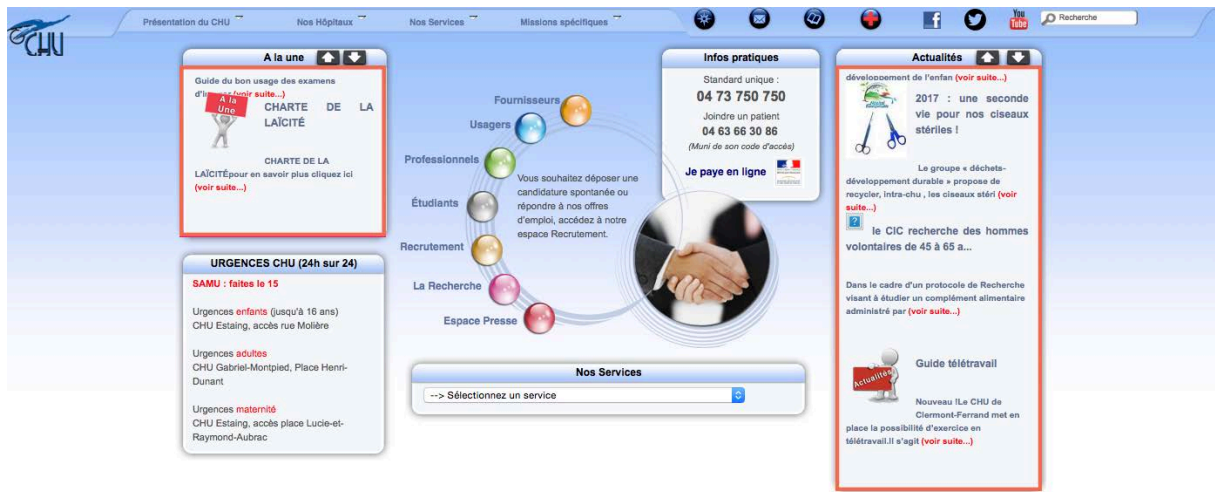 CHU
Présentation du CHU
Nos Hôpitaux
Nos Services
Missions spécifiques
You
Tube
Recherche
A la une
Guide du bon usage des examens
(voir suite...)
A la
Une
CHARTE DE LA
LAÏCITÉ
CHARTE DE LA
LAÏCITÉpour en savoir plus cliquez ici
(voir suite...)
URGENCES CHU (24h sur 24)
SAMU : faites le 15
Urgences enfants (jusqu'à 16 ans)
CHU Estaing, accès rue Molière
Urgences adultes
CHU Gabriel-Montpied, Place Henri-
Dunant
Urgences maternité
CHU Estaing, accès place Lucie-et-
Raymond-Aubrac
Fournisseurs
Usagers
Professionnels
Étudiants
Recrutement
La Recherche
Espace Presse
Vous souhaitez déposer une
candidature spontanée ou
répondre à nos offres
d'emploi, accédez à notre
espace Recrutement.
Nos Services
--> Sélectionnez un service
Infos pratiques
Standard unique :
04 73 750 750
Joindre un patient
04 63 66 30 86
(Muni de son code d'accès)
Je paye en ligne
Actualités
développement de l'enfan (voir suite...)
2017 : une seconde
vie pour nos ciseaux
stériles !
Le groupe « déchets-
développement durable » propose de
recycler, intra-chu , les ciseaux stéri (voir
suite...)
?
le CIC recherche des hommes
volontaires de 45 à 65 a...
Dans le cadre d'un protocole de Recherche
visant à étudier un complément alimentaire
administré par (voir suite...)
Actualités
Guide télétravail
Nouveau !Le CHU de
Clermont-Ferrand met en
place la possibilité d'exercice en
télétravail.Il s'agit (voir suite...)